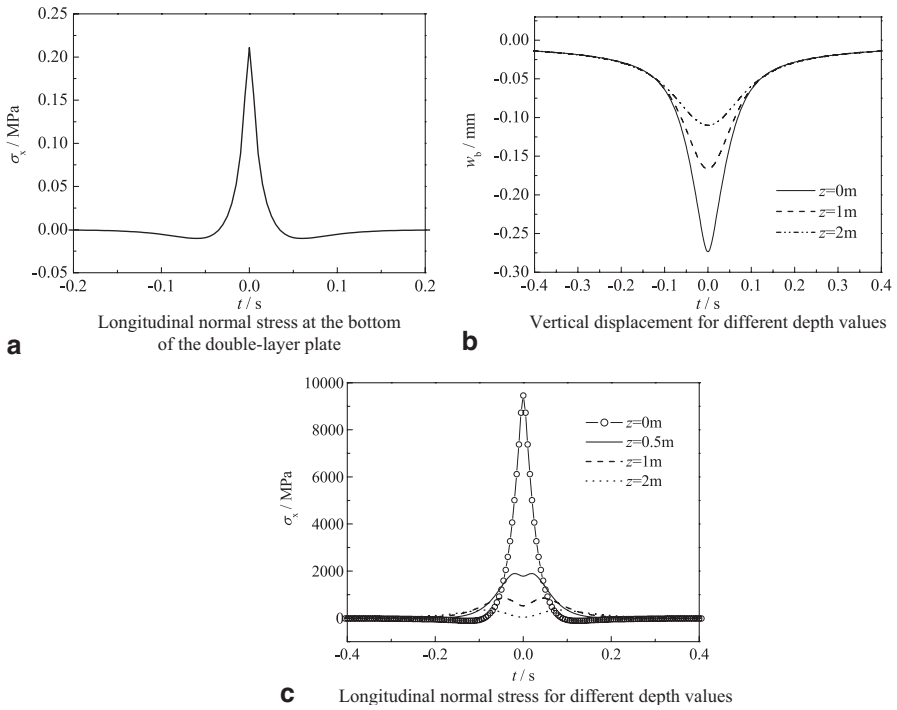 0.25
0.20
0.15
0.10
0.05
0.00
-0.05
σx / MPa
-0.2 -0.1 0.0 0.1 0.2
t / s
Longitudinal normal stress at the bottom
of the double-layer plate
a
0.00
-0.05
-0.10
-0.15
-0.20
-0.25
-0.30
wb / mm
z=0m
z=1m
z=2m
-0.4 -0.3 -0.2 -0.1 0.0 0.1 0.2 0.3 0.4
t / s
Vertical displacement for different depth values
b
10000
8000
6000
4000
2000
0
σx / MPa
z=0m
z=0.5m
z=1m
z=2m
-0.4 -0.2 0.0 0.2 0.4
t / s
c Longitudinal normal stress for different depth values